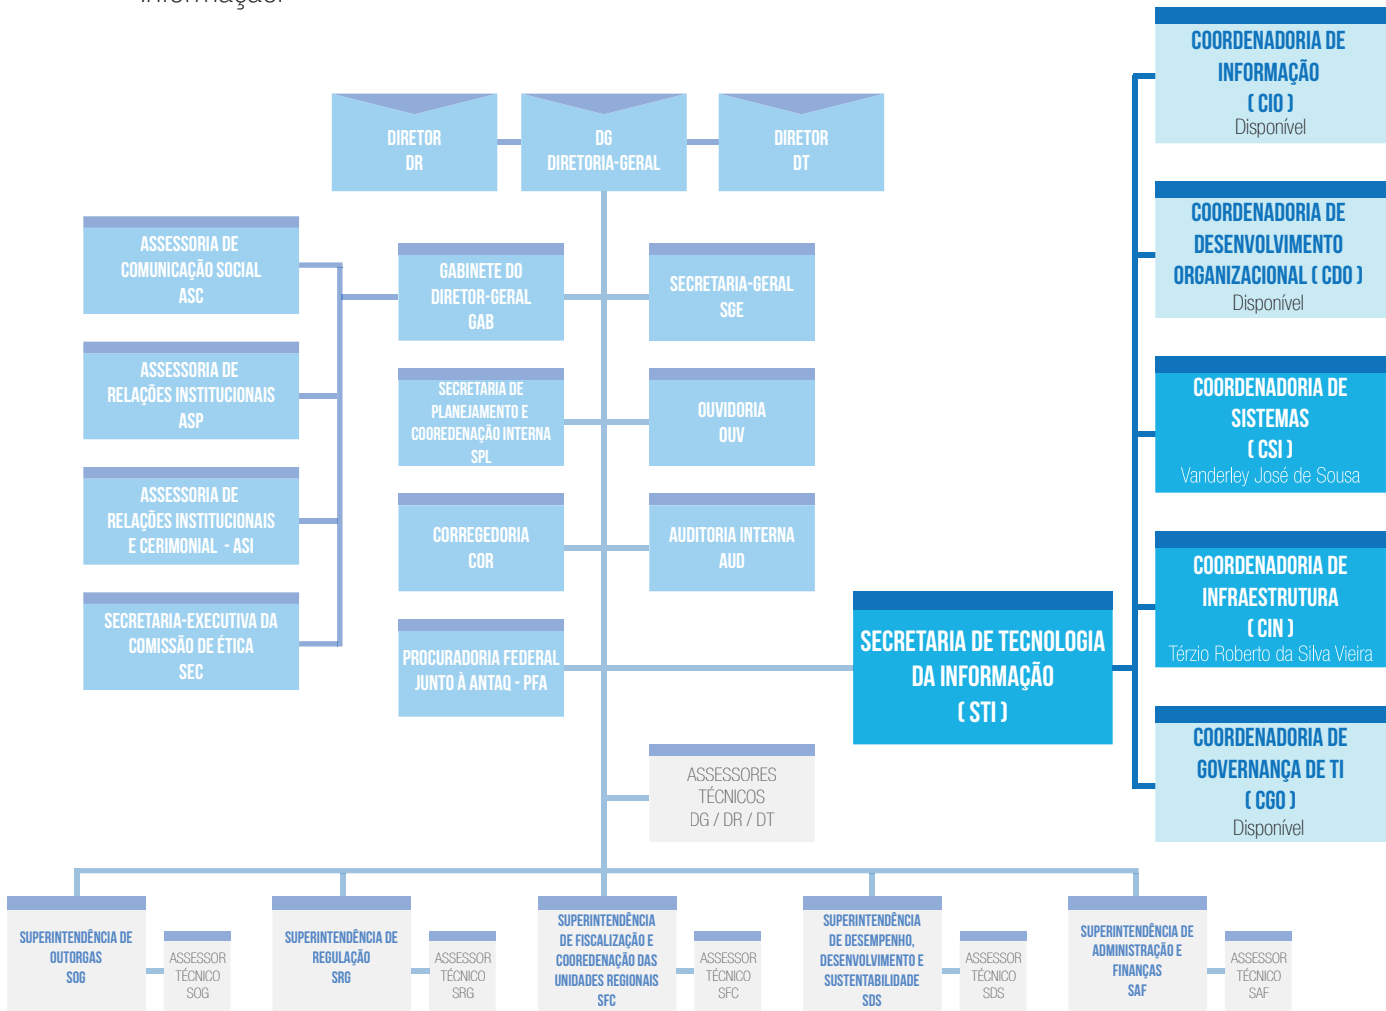 informação.
DIRETOR
DR
DG
DIRETORIA-GERAL
DIRETOR
DT
ASSESSORIA DE
COMUNICAÇÃO SOCIAL
ASC
GABINETE DO
DIRETOR-GERAL
GAB
SECRETARIA-GERAL
SGE
ASSESSORIA DE
RELAÇÕES INSTITUCIONAIS
ASP
SECRETARIA DE
PLANEJAMENTO E
COOREDENAÇÃO INTERNA
SPL
OUVIDORIA
OUV
ASSESSORIA DE
RELAÇÕES INSTITUCIONAIS
E CERIMONIAL - ASI
CORREGEDORIA
COR
AUDITORIA INTERNA
AUD
SECRETARIA-EXECUTIVA DA
COMISSÃO DE ÉTICA
SEC
PROCURADORIA FEDERAL
JUNTO À ANTAQ - PFA
SECRETARIA DE TECNOLOGIA
DA INFORMAÇÃO
( STI )
COORDENADORIA DE
INFORMAÇÃO
( CIO )
Disponível
COORDENADORIA DE
DESENVOLVIMENTO
ORGANIZACIONAL ( CDO )
Disponível
COORDENADORIA DE
SISTEMAS
( CSI )
Vanderley José de Sousa
COORDENADORIA DE
INFRAESTRUTURA
( CIN )
Térzio Roberto da Silva Vieira
COORDENADORIA DE
GOVERNANÇA DE TI
( CGO )
Disponível
ASSESSORES
TÉCNICOS
DG / DR / DT
SUPERINTENDÊNCIA DE
OUTORGAS
SOG
ASSESSOR
TÉCNICO
SOG
SUPERINTENDÊNCIA DE
REGULAÇÃO
SRG
ASSESSOR
TÉCNICO
SRG
SUPERINTENDÊNCIA
DE FISCALIZAÇÃO E
COOREDENAÇÃO DAS
UNIDADES REGIONAIS
SFC
ASSESSOR
TÉCNICO
SFC
SUPERINTENDÊNCIA
DE DESEMPENHO,
DESENVOLVIMENTO E
SUSTENTABILIDADE
SDS
ASSESSOR
TÉCNICO
SDS
SUPERINTENDÊNCIA DE
ADMINISTRAÇÃO E
FINANÇAS
SAF
ASSESSOR
TÉCNICO
SAF